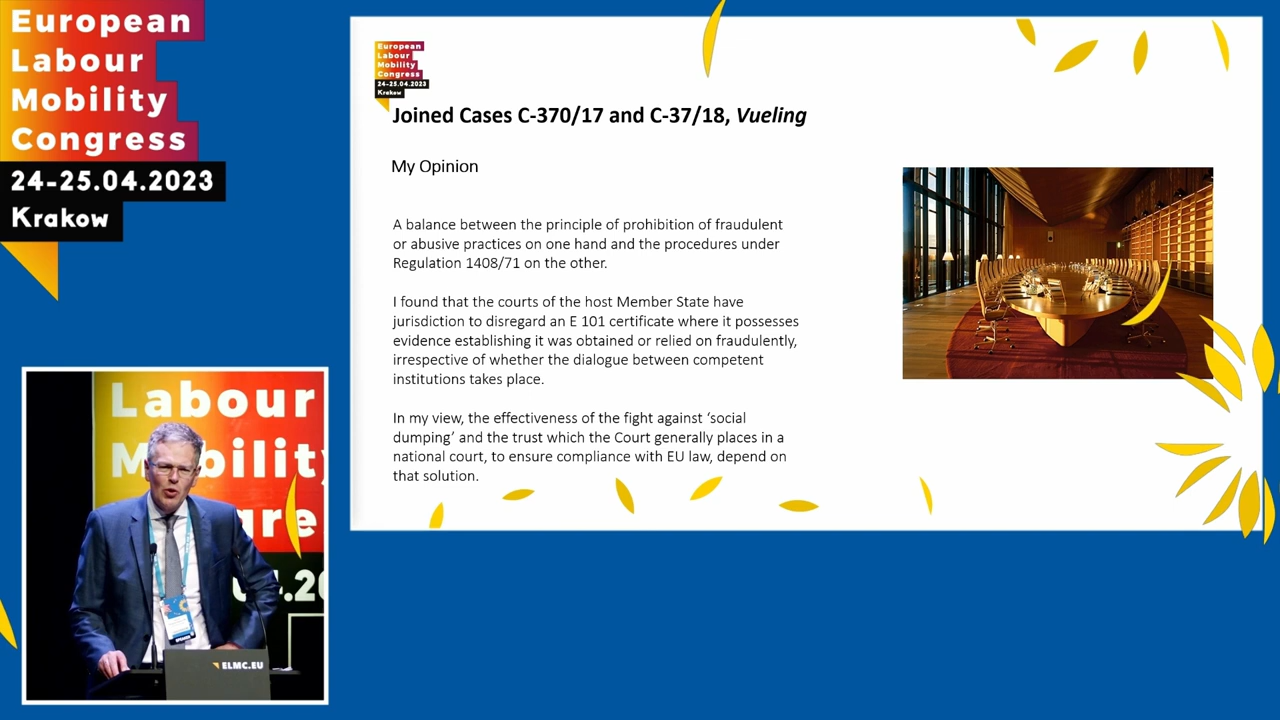 European
Labour
Mobility
Congress
24-25.04.2023
Krakow
European
Labour
Mobility
Congress
24-25.04.2023
Krakow
Joined Cases C-370/17 and C-37/18, Vueling
My Opinion
A balance between the principle of prohibition of fraudulent
or abusive practices on one hand and the procedures under
Regulation 1408/71 on the other.
I found that the courts of the host Member State have
jurisdiction to disregard an E 101 certificate where it possesses
evidence establishing it was obtained or relied on fraudulently,
irrespective of whether the dialogue between competent
institutions takes place.
In my view, the effectiveness of the fight against ‘social
dumping’ and the trust which the Court generally places in a
national court, to ensure compliance with EU law, depend on
that solution.
Labour
M bility
gre
.04.20
ELMC.EU